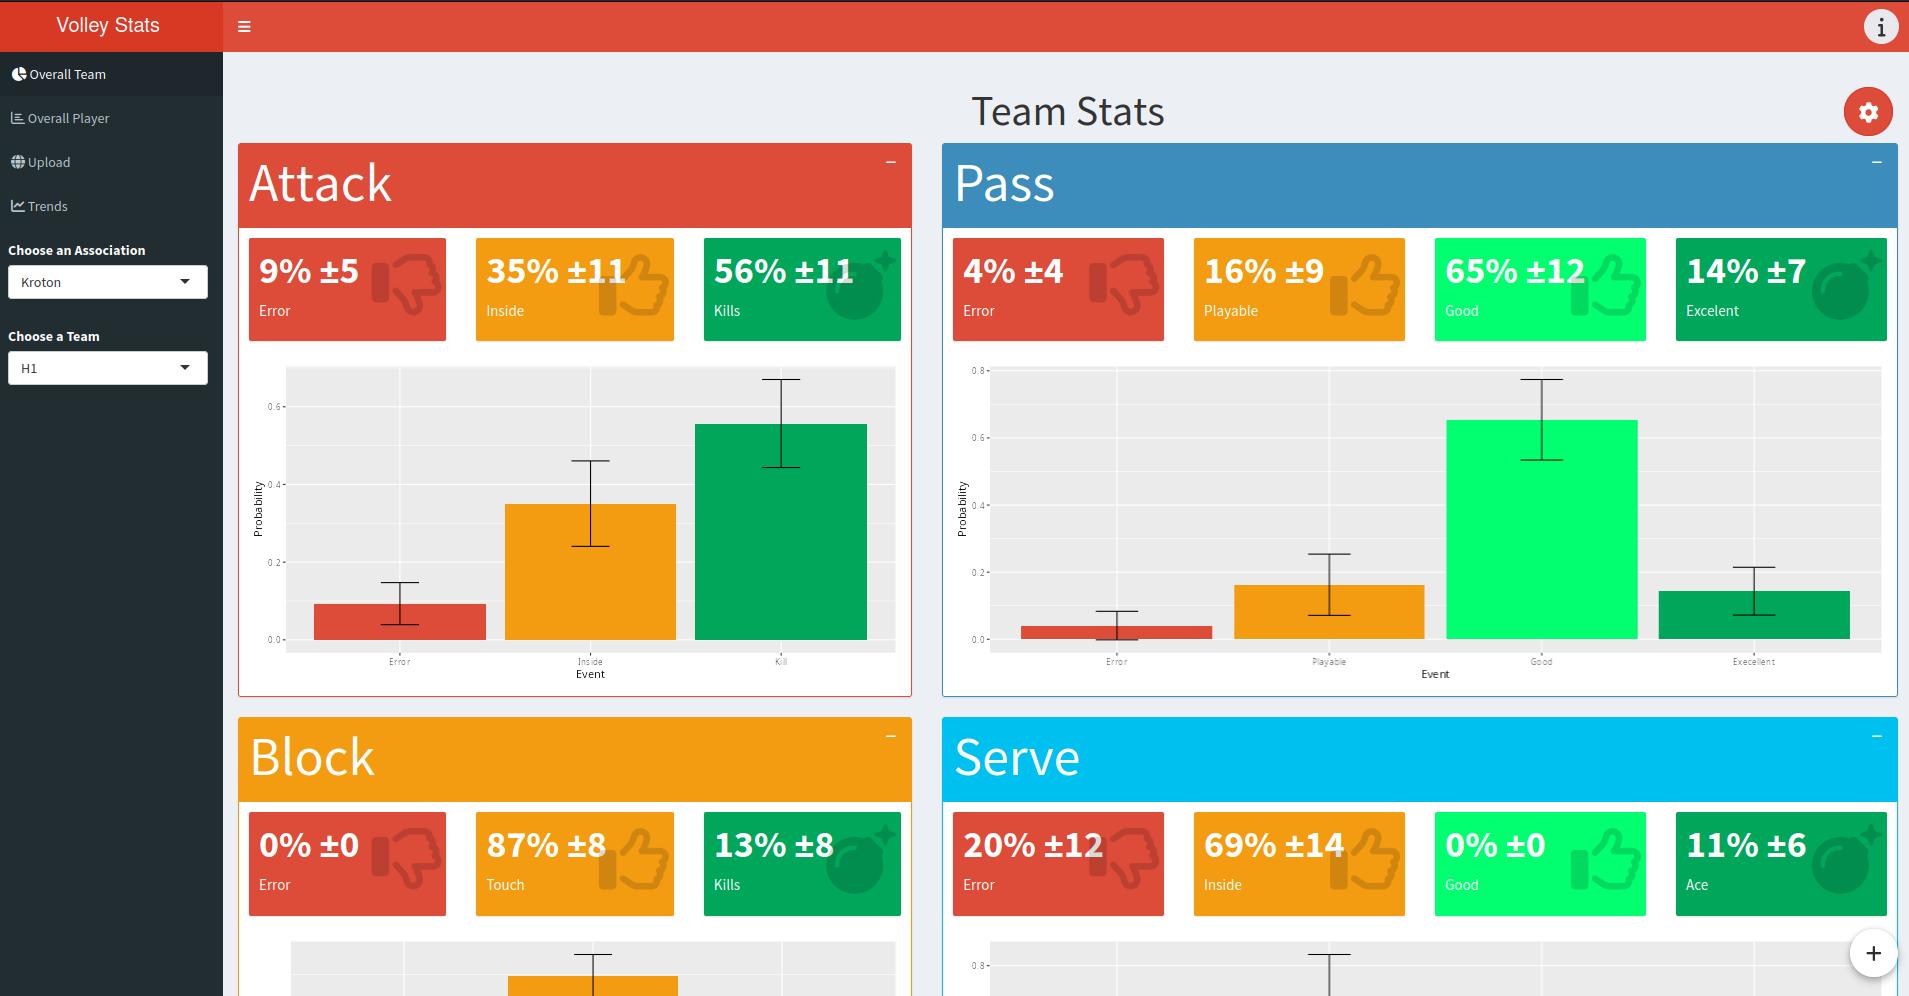 Volley Stats
Overall Team
Overall Player
Upload
Trends
Choose an Association
Kroton
Choose a Team
H1
Team Stats
Attack
9% ±5
Error
35% ±11
Inside
56% ±11
Kills
0.6
0.4
0.2
0.0
Probability
Error
Inside
Kill
Event
Pass
4% ±4
Error
16% ±9
Playable
65% ±12
Good
14% ±7
Excelent
0.8
0.6
0.4
0.2
0.0
Probability
Error
Playable
Good
Execellent
Event
Block
0% ±0
Error
87% ±8
Touch
13% ±8
Kills
Serve
20% ±12
Error
69% ±14
Inside
0% ±0
Good
11% ±6
Ace
0.8